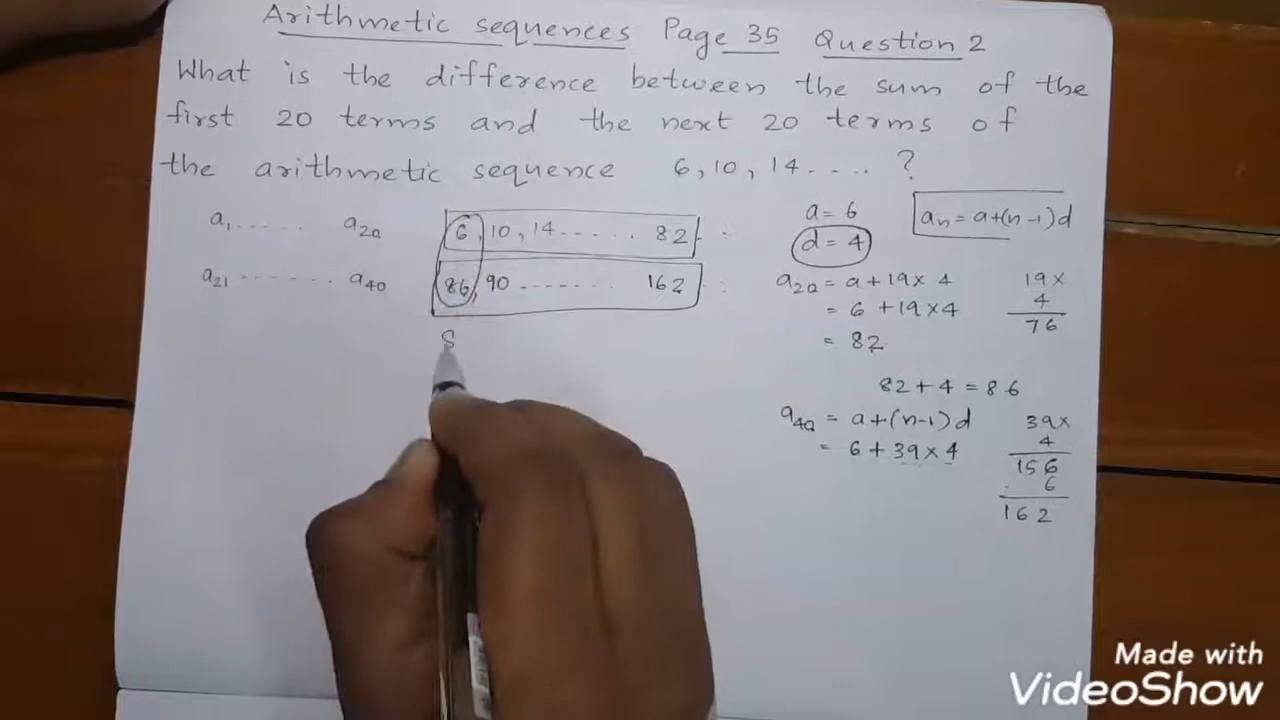 Arithmetic sequences Page 35 Question 2
What is the difference between the sum of the
first 20 terms and the next 20 terms of
the arithmetic sequence 6, 10, 14.... ?
a₁...... a₂₀
6, 10, 14..... 82
a₂₁ ....... a₄₀
86, 90 ....... 162
S
a = 6
d = 4
aₙ = a+(n-1)d
a₂₀ = a+19×4
= 6+19×4
= 82
19×
4
76
82+4 = 86
a₄₀ = a+(n-1)d
= 6+39×4
39×
4
156
6
162
Made with
VideoShow